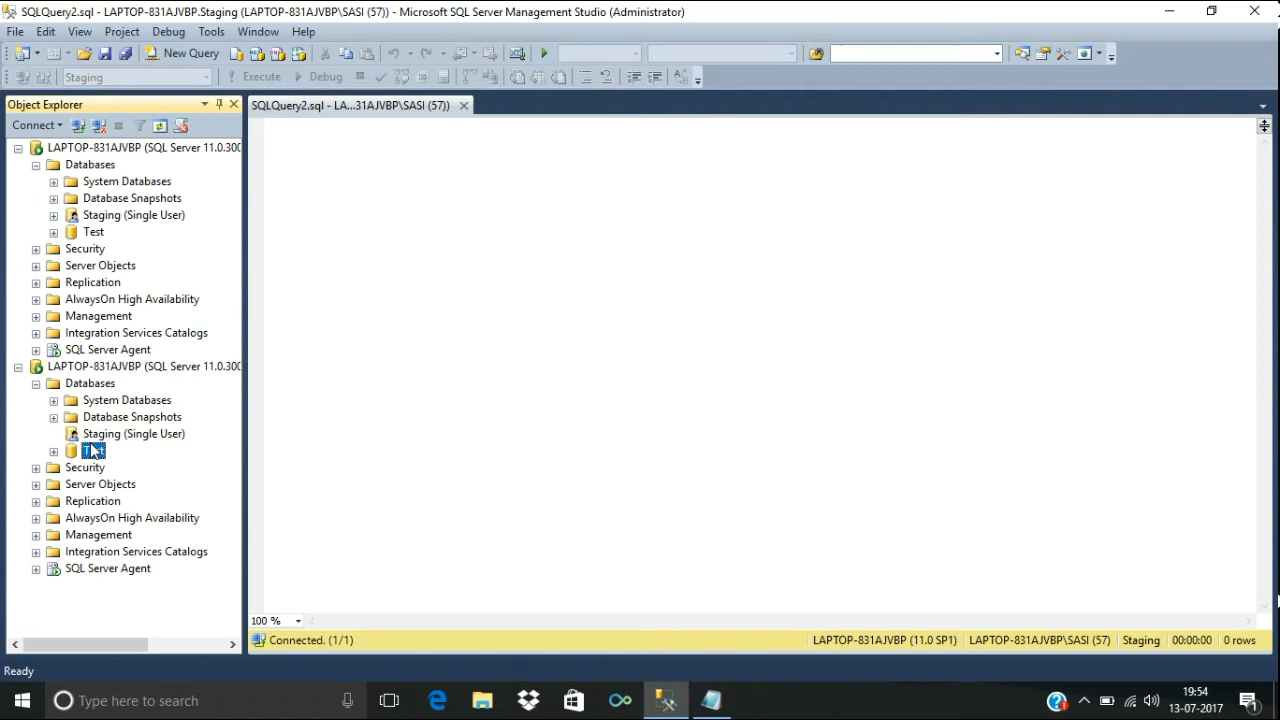 SQLQuery2.sql - LAPTOP-831AJVBP.Staging (LAPTOP-831AJVBP\SASI (57)) - Microsoft SQL Server Management Studio (Administrator)
File Edit View Project Debug Tools Window Help
New Query
Staging Execute Debug
Object Explorer
SQLQuery2.sql - LA...31AJVBP\SASI (57))
Connect
LAPTOP-831AJVBP (SQL Server 11.0.300
Databases
System Databases
Database Snapshots
Staging (Single User)
Test
Security
Server Objects
Replication
AlwaysOn High Availability
Management
Integration Services Catalogs
SQL Server Agent
LAPTOP-831AJVBP (SQL Server 11.0.300
Databases
System Databases
Database Snapshots
Staging (Single User)
Security
Server Objects
Replication
AlwaysOn High Availability
Management
Integration Services Catalogs
SQL Server Agent
100 %
Connected. (1/1) LAPTOP-831AJVBP (11.0 SP1) LAPTOP-831AJVBP\SASI (57) Staging 00:00:00 0 rows
Ready
Type here to search
19:54
13-07-2017